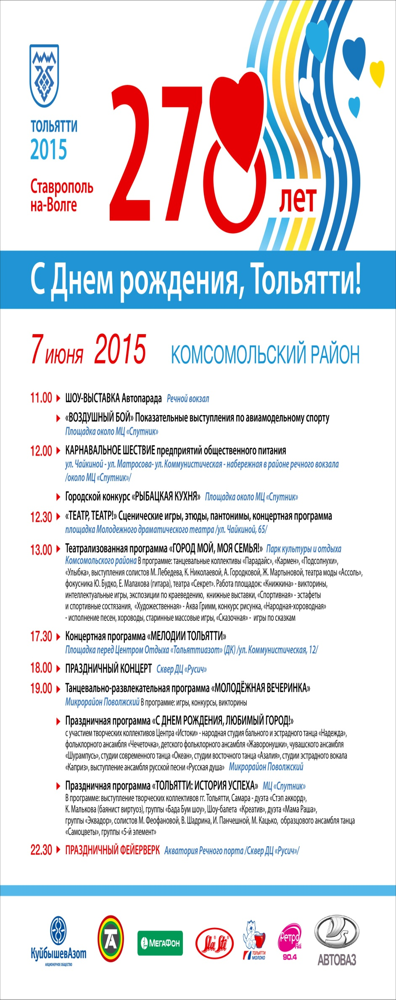 ТОЛЬЯТТИ
2015
Ставрополь
на-Волге
270
лет
С Днем рождения, Тольятти!
7 июня 2015 КОМСОМОЛЬСКИЙ РАЙОН
11.00 ШОУ-ВЫСТАВКА Автопарада Речной вокзал
«ВОЗДУШНЫЙ БОЙ» Показательные выступления по авиамодельному спорту
Площадка около МЦ «Спутник»
12.00 КАРНАВАЛЬНОЕ ШЕСТВИЕ предприятий общественного питания
ул. Чайкиной - ул. Матросова- ул. Коммунистическая - набережная в районе речного вокзала
/около МЦ «Спутник»/
Городской конкурс «РЫБАЦКАЯ КУХНЯ» Площадка около МЦ «Спутник»
12.30 «ТЕАТР, ТЕАТР!» Сценические игры, этюды, пантонимы, концертная программа
площадка Молодежного драматического театра /ул. Чайкиной, 65/
13.00 Театрализованная программа «ГОРОД МОЙ, МОЯ СЕМЬЯ!» Парк культуры и отдыха
Комсомольского района В программе: танцевальные коллективы «Парадайс», «Кармен», «Подсолнухи»,
«Улыбка», выступления солистов М. Лебедева, К. Николаевой, А. Городковой, Ж. Мартыновой, театра моды «Ассоль»,
фокусника Ю. Будко, Е. Малахова (гитара), театра «Секрет». Работа площадок: «Книжкина» - викторины,
интеллектуальные игры, экспозиции по краеведению, книжные выставки, «Спортивная» - эстафеты
и спортивные состязания, «Художественная» - Аква Гримм, конкурс рисунка, «Народная-хороводная»
- исполнение песен, хороводы, старинные массовые игры, «Сказочная» - игры по сказкам
17.30 Концертная программа «МЕЛОДИИ ТОЛЬЯТТИ»
Площадка перед Центром Отдыха «Тольяттиазот» (ДК) /ул. Коммунистическая, 12/
18.00 ПРАЗДНИЧНЫЙ КОНЦЕРТ Сквер ДЦ «Русич»
19.00 Танцевально-развлекательная программа «МОЛОДЁЖНАЯ ВЕЧЕРИНКА»
Микрорайон Поволжский В программе: игры, конкурсы, викторины
Праздничная программа «С ДНЕМ РОЖДЕНИЯ, ЛЮБИМЫЙ ГОРОД!»
с участием творческих коллективов Центра «Истоки» - народная студия бального и эстрадного танца «Надежда»,
фольклорного ансамбля «Чечеточка», детского фольклорного ансамбля «Жаворонушки», чувашского ансамбля
«Шурампусь», студии современного танца «Океан», студии восточного танца «Азалия», студии эстрадного вокала
«Каприз», выступление ансамбля русской песни «Русская душа» Микрорайон Поволжский
Праздничная программа «ТОЛЬЯТТИ: ИСТОРИЯ УСПЕХА» МЦ «Спутник»
В программе: выступление творческих коллективов гг. Тольятти, Самара - дуэта «Стэп аккорд»,
К. Малькова (баянист виртуоз), группы «Бада Бум шоу», Шоу-балета «Креатив», дуэта «Мама Раша»,
группы «Эквадор», солистов М. Феофановой, В. Шадрина, И. Панчешной, М. Кацько, образцового ансамбля танца
«Самоцветы», группы «5-й элемент»
22.30 ПРАЗДНИЧНЫЙ ФЕЙЕРВЕРК Акватория Речного порта /Сквер ДЦ «Русич»/
КуйбышевАзот
АКЦИОНЕРНОЕ ОБЩЕСТВО
ТА
МЕГАФОН
Sla Sti
ТОЛЬЯТТИ
МОЛОКО
Ретро FM
90.4
АВТОВАЗ